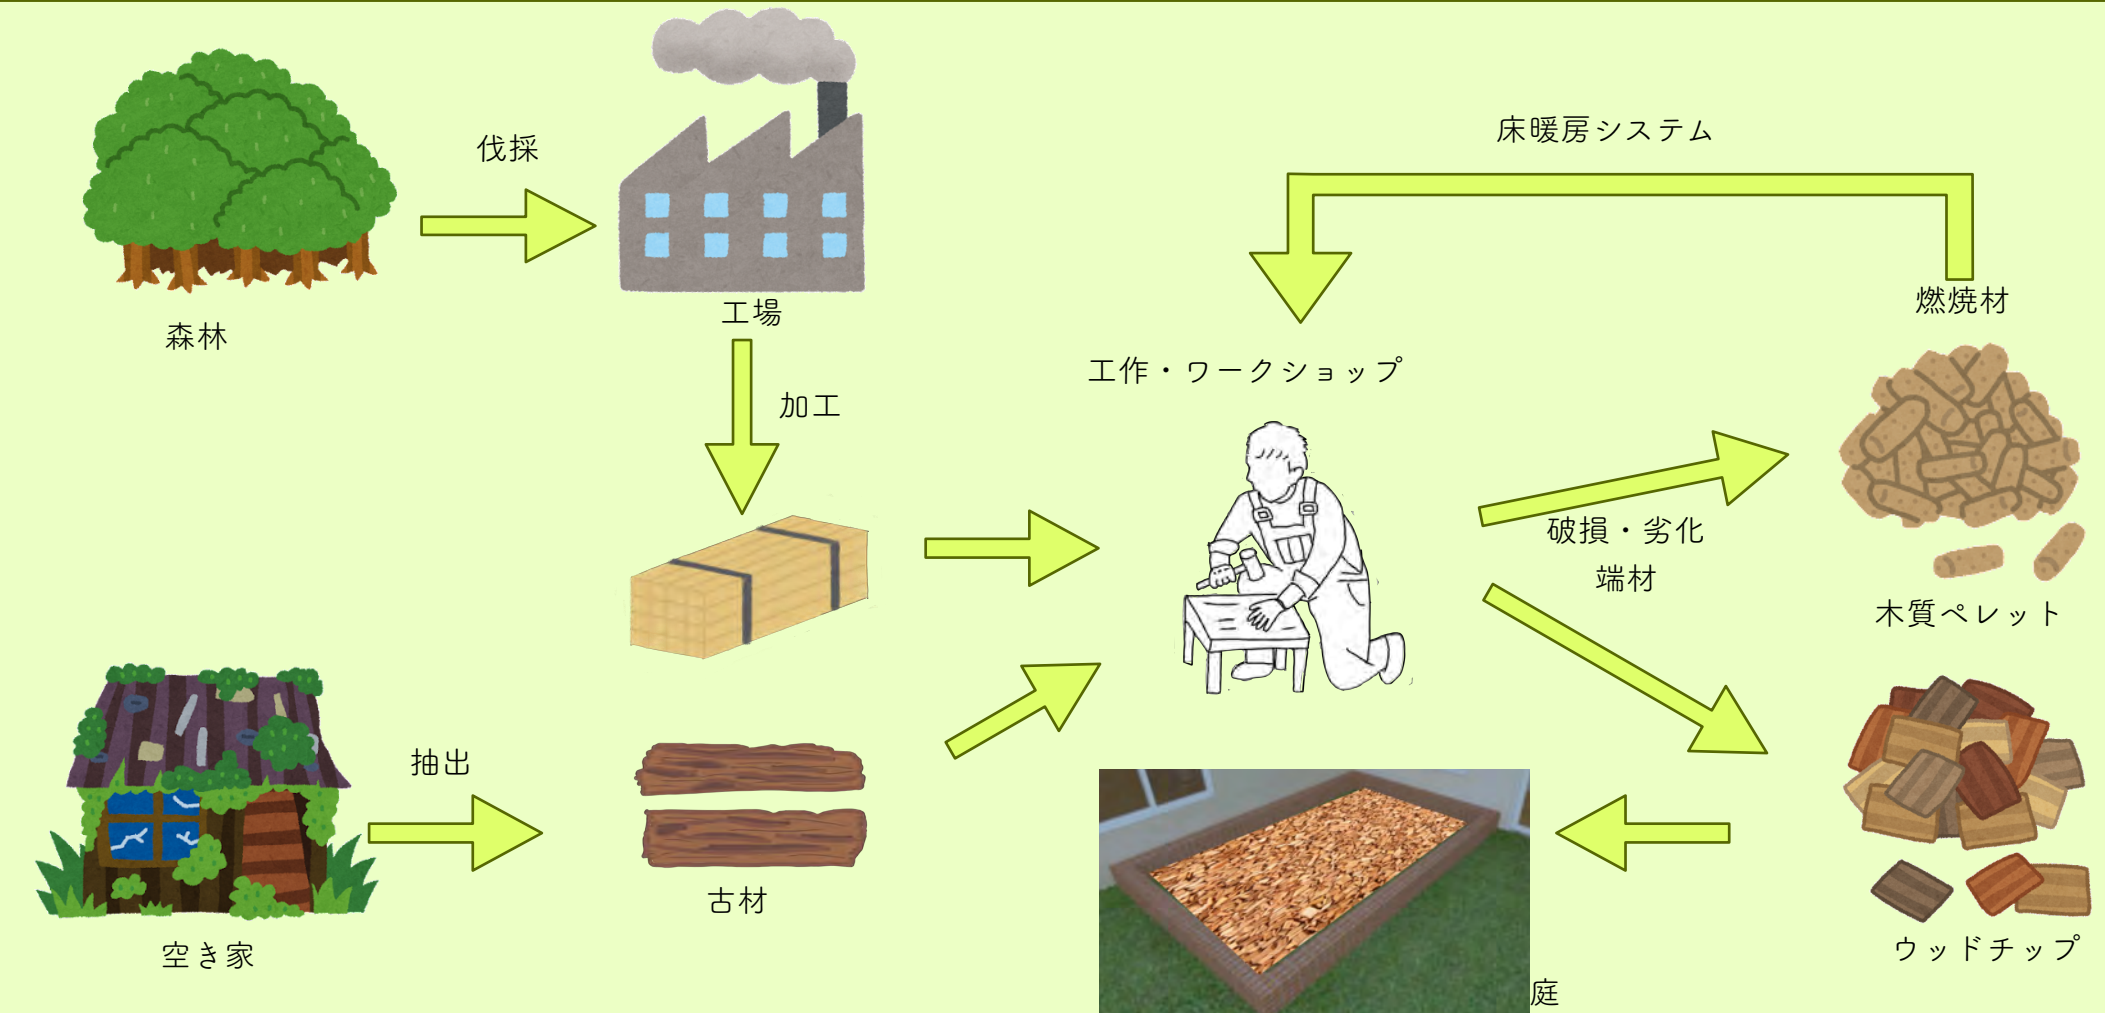 伐採
床暖房システム
工場
森林
燃焼材
工作・ワークショップ
加工
破損・劣化
端材
木質ペレット
抽出
古材
空き家
ウッドチップ
庭